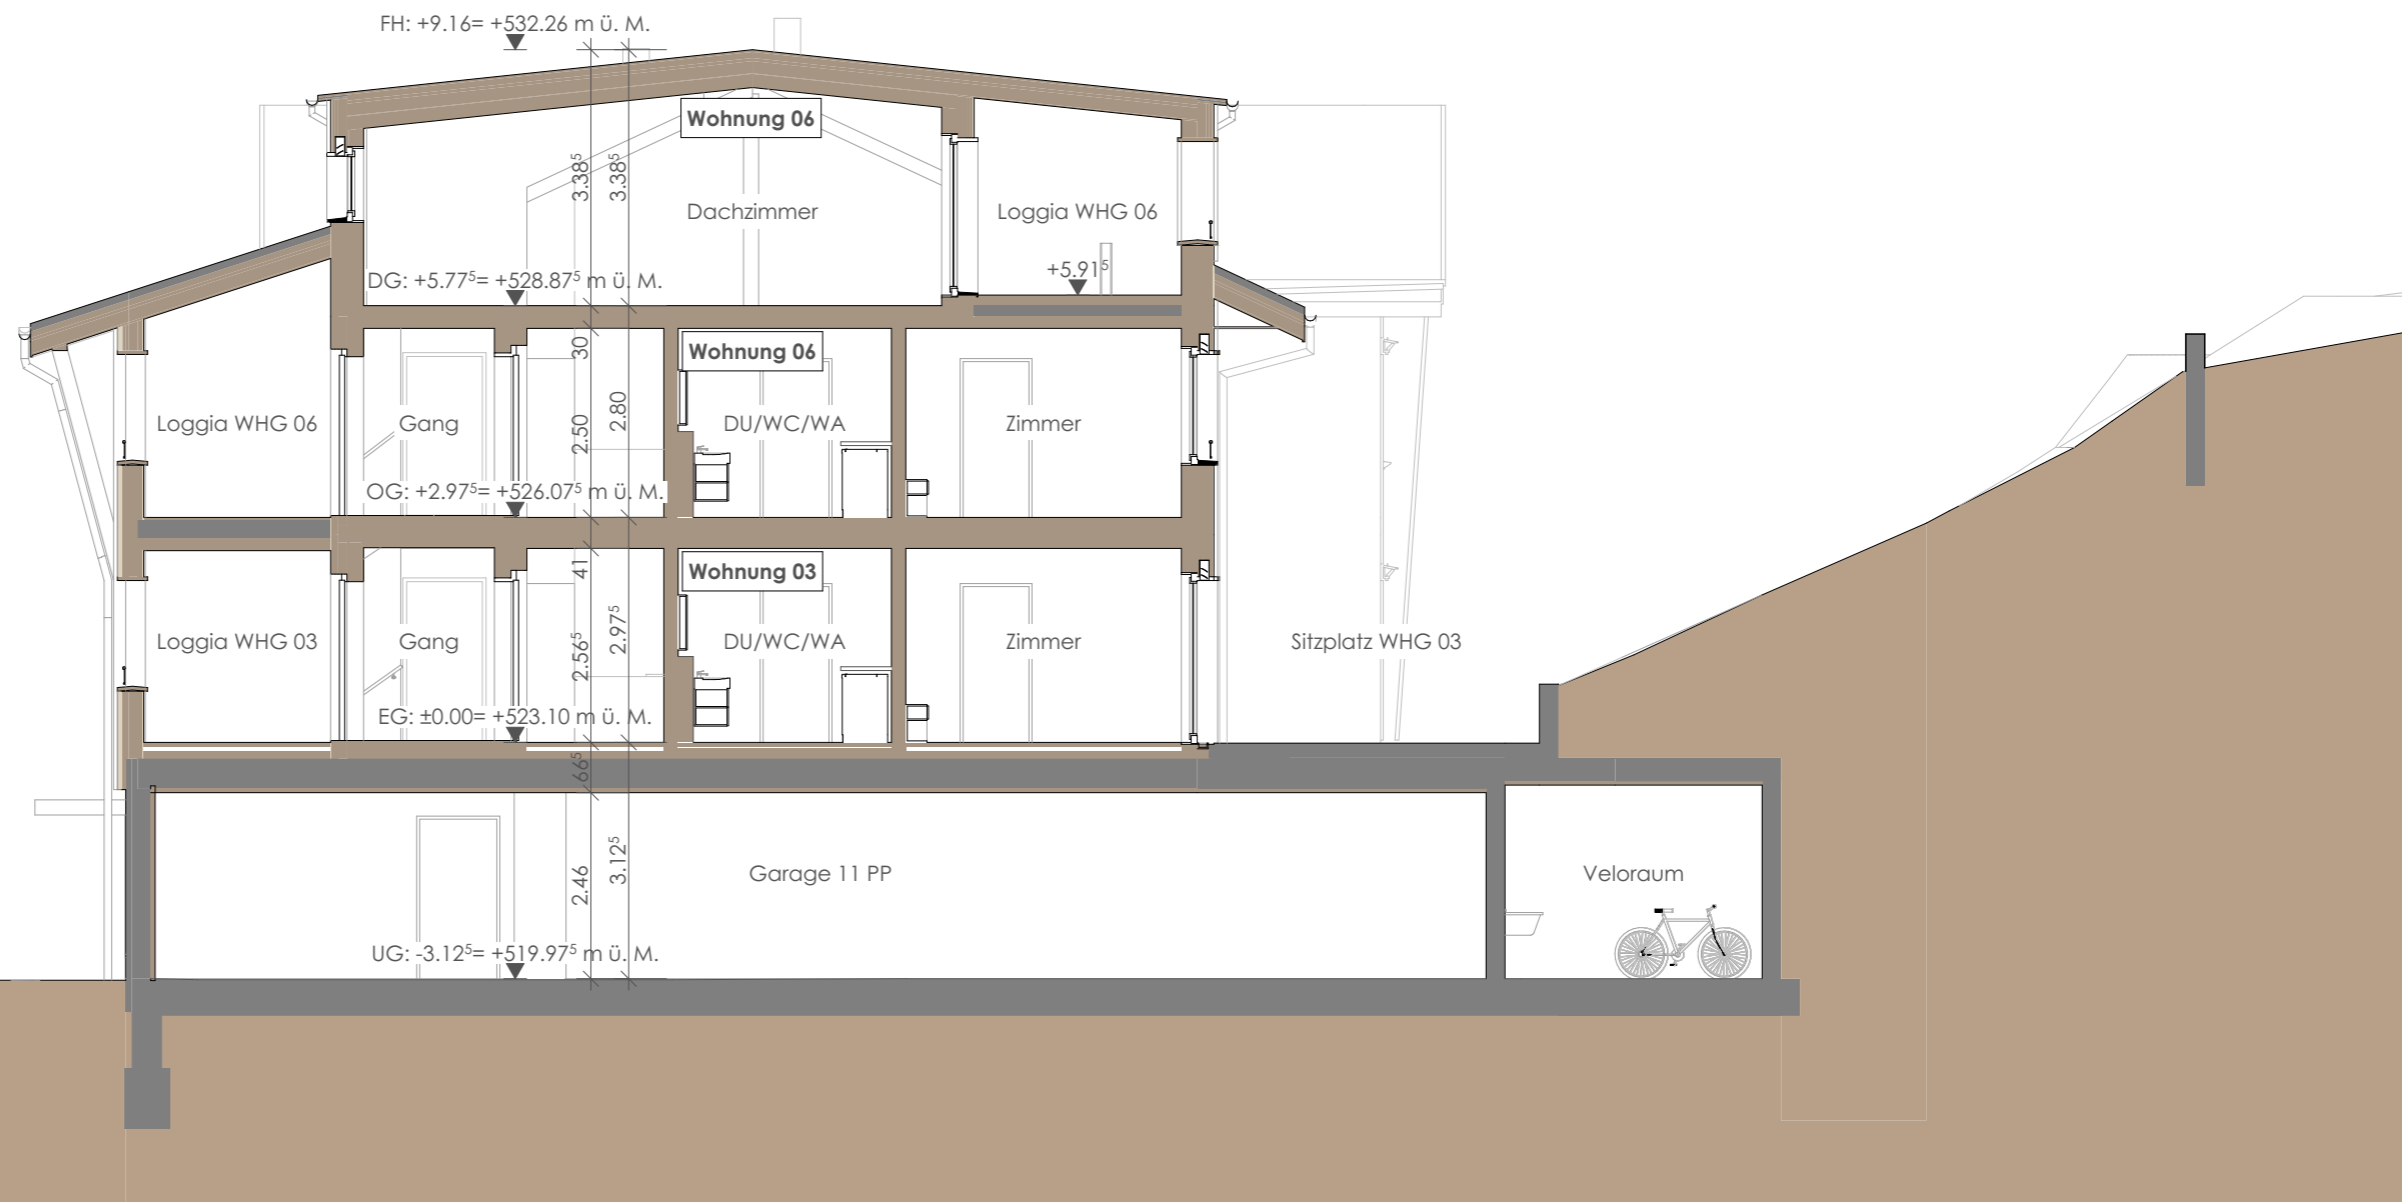 FH: +9.16= +532.26 m ü. M.
Wohnung 06
3.38⁵
3.38⁵
Dachzimmer
Loggia WHG 06
DG: +5.77⁵= +528.87⁵ m ü. M.
+5.91⁵
30
Wohnung 06
2.50
2.80
Loggia WHG 06
Gang
DU/WC/WA
Zimmer
OG: +2.97⁵= +526.07⁵ m ü. M.
41
Wohnung 03
2.56⁵
2.97⁵
Loggia WHG 03
Gang
DU/WC/WA
Zimmer
Sitzplatz WHG 03
EG: ±0.00= +523.10 m ü. M.
66⁵
2.46
3.12⁵
Garage 11 PP
Veloraum
UG: -3.12⁵= +519.97⁵ m ü. M.